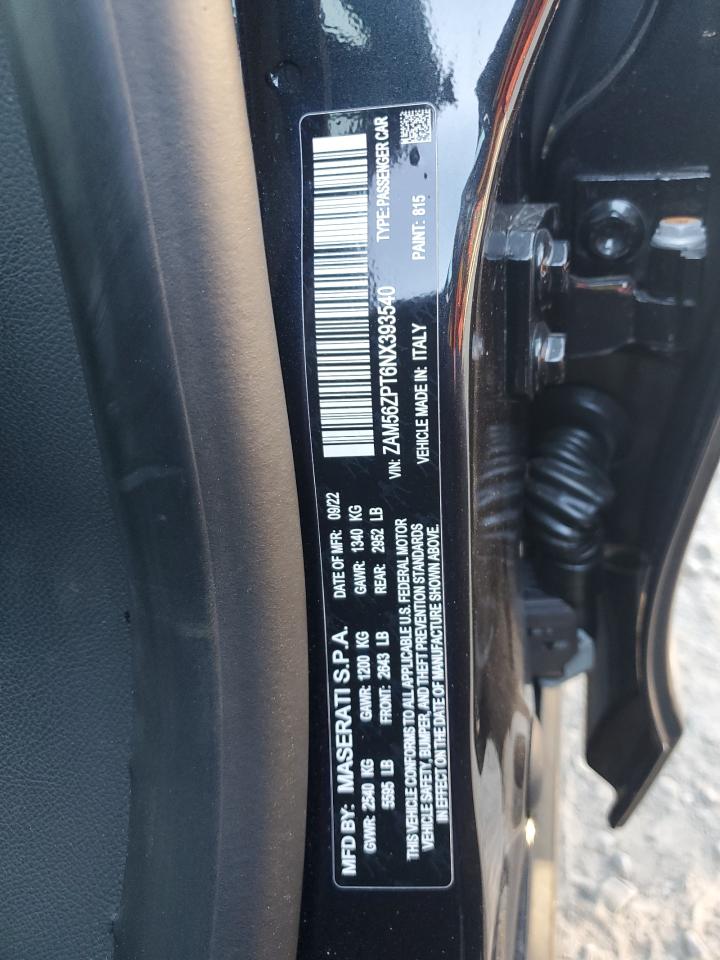 MFD BY: MASERATI S.P.A. DATE OF MFR: 09/22
GVWR: 2540 KG GAWR: 1200 KG GAWR: 1340 KG
5595 LB FRONT: 2643 LB REAR: 2952 LB
THIS VEHICLE CONFORMS TO ALL APPLICABLE U.S. FEDERAL MOTOR
VEHICLE SAFETY, BUMPER, AND THEFT PREVENTION STANDARDS
IN EFFECT ON THE DATE OF MANUFACTURE SHOWN ABOVE.
VIN: ZAM56ZPT6NX393540 TYPE: PASSENGER CAR
VEHICLE MADE IN: ITALY PAINT: 815